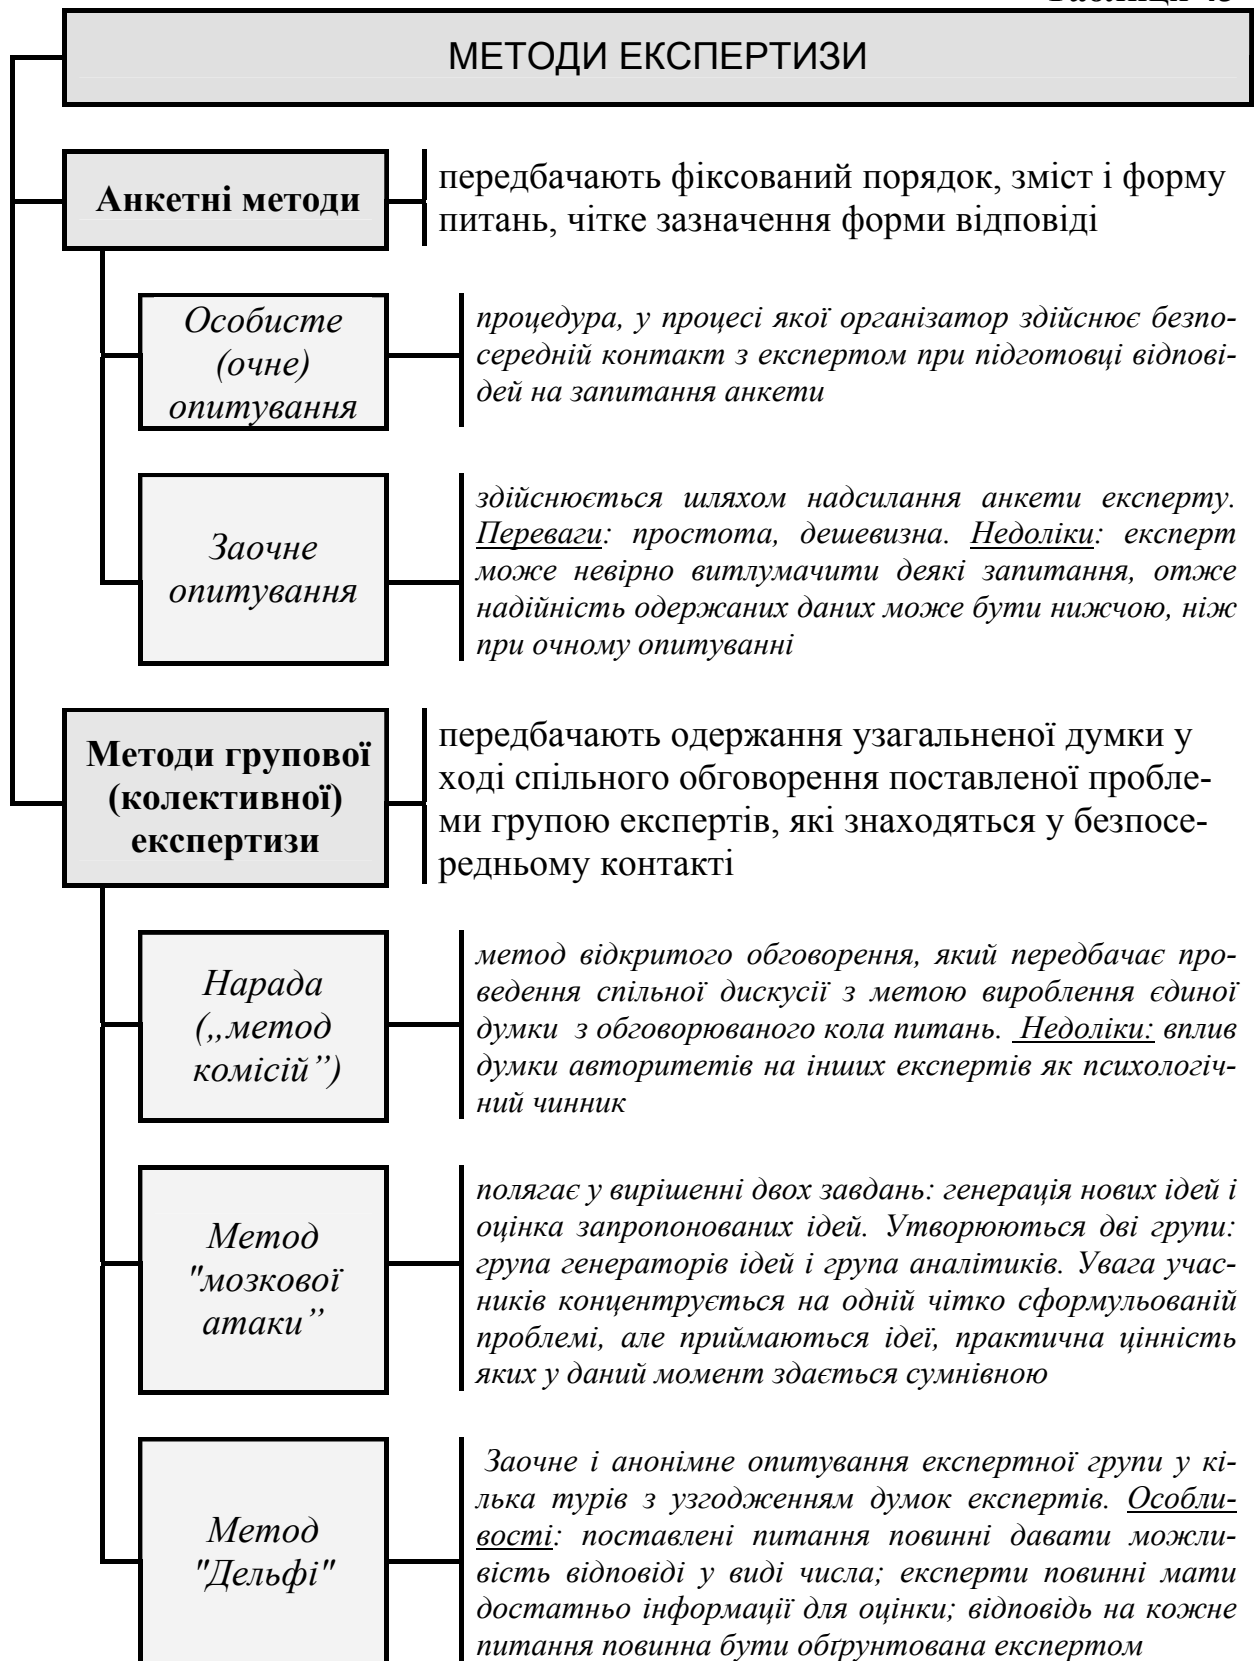 МЕТОДИ ЕКСПЕРТИЗИ
Анкетні методи
передбачають фіксований порядок, зміст і форму
питань, чітке зазначення форми відповіді
Особисте
(очне)
опитування
процедура, у процесі якої організатор здійснює безпо-
середній контакт з експертом при підготовці відпові-
дей на запитання анкети
Заочне
опитування
здійснюється шляхом надсилання анкети експерту.
Переваги: простота, дешевизна. Недоліки: експерт
може невірно витлумачити деякі запитання, отже
надійність одержаних даних може бути нижчою, ніж
при очному опитуванні
Методи групової
(колективної)
експертизи
передбачають одержання узагальненої думки у
ході спільного обговорення поставленої пробле-
ми групою експертів, які знаходяться у безпосе-
редньому контакті
Нарада
(„метод
комісій”)
метод відкритого обговорення, який передбачає про-
ведення спільної дискусії з метою вироблення єдиної
думки з обговорюваного кола питань. Недоліки: вплив
думки авторитетів на інших експертів як психологіч-
ний чинник
Метод
"мозкової
атаки”
полягає у вирішенні двох завдань: генерація нових ідей і
оцінка запропонованих ідей. Утворюються дві групи:
група генераторів ідей і група аналітиків. Увага учас-
ників концентрується на одній чітко сформульованій
проблемі, але приймаються ідеї, практична цінність
яких у даний момент здається сумнівною
Метод
"Дельфі"
Заочне і анонімне опитування експертної групи у кі-
лька турів з узгодженням думок експертів. Особли-
вості: поставлені питання повинні давати можли-
вість відповіді у виді числа; експерти повинні мати
достатньо інформації для оцінки; відповідь на кожне
питання повинна бути обґрунтована експертом